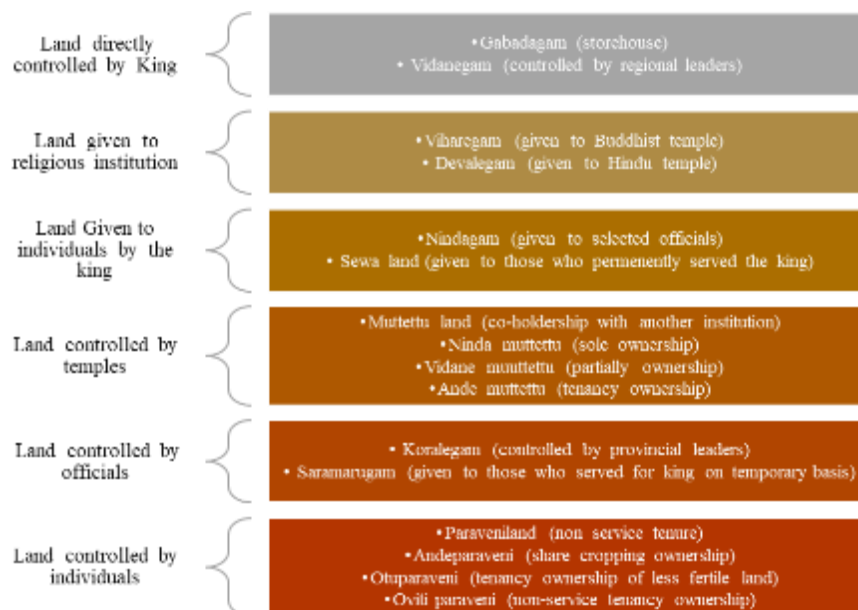 Land directly
controlled by King
•Gabadagam (storehouse)
• Vidanegam (controlled by regional leaders)
Land given to
religious institution
•Viharegam (given to Buddhist temple)
• Devalegam (given to Hindu temple)
Land Given to
individuals by the
king
•Nindagam (given to selected officials)
• Sewa land (given to those who permenently served the king)
Land controlled by
temples
•Muttettu land (co-holdership with another institution)
•Ninda muttettu (sole ownership)
•Vidane muuttettu (partially ownership)
•Ande muttettu (tenancy ownership)
Land controlled by
officials
• Koralegam (controlled by provincial leaders)
• Saramarugam (given to those who served for king on temporary basis)
Land controlled by
individuals
•Paraveniland (non service tenure)
•Andeparaveni (share cropping ownership)
•Otuparaveni (tenancy ownership of less fertile land)
•Oviti paraveni (non-service tenancy ownership)